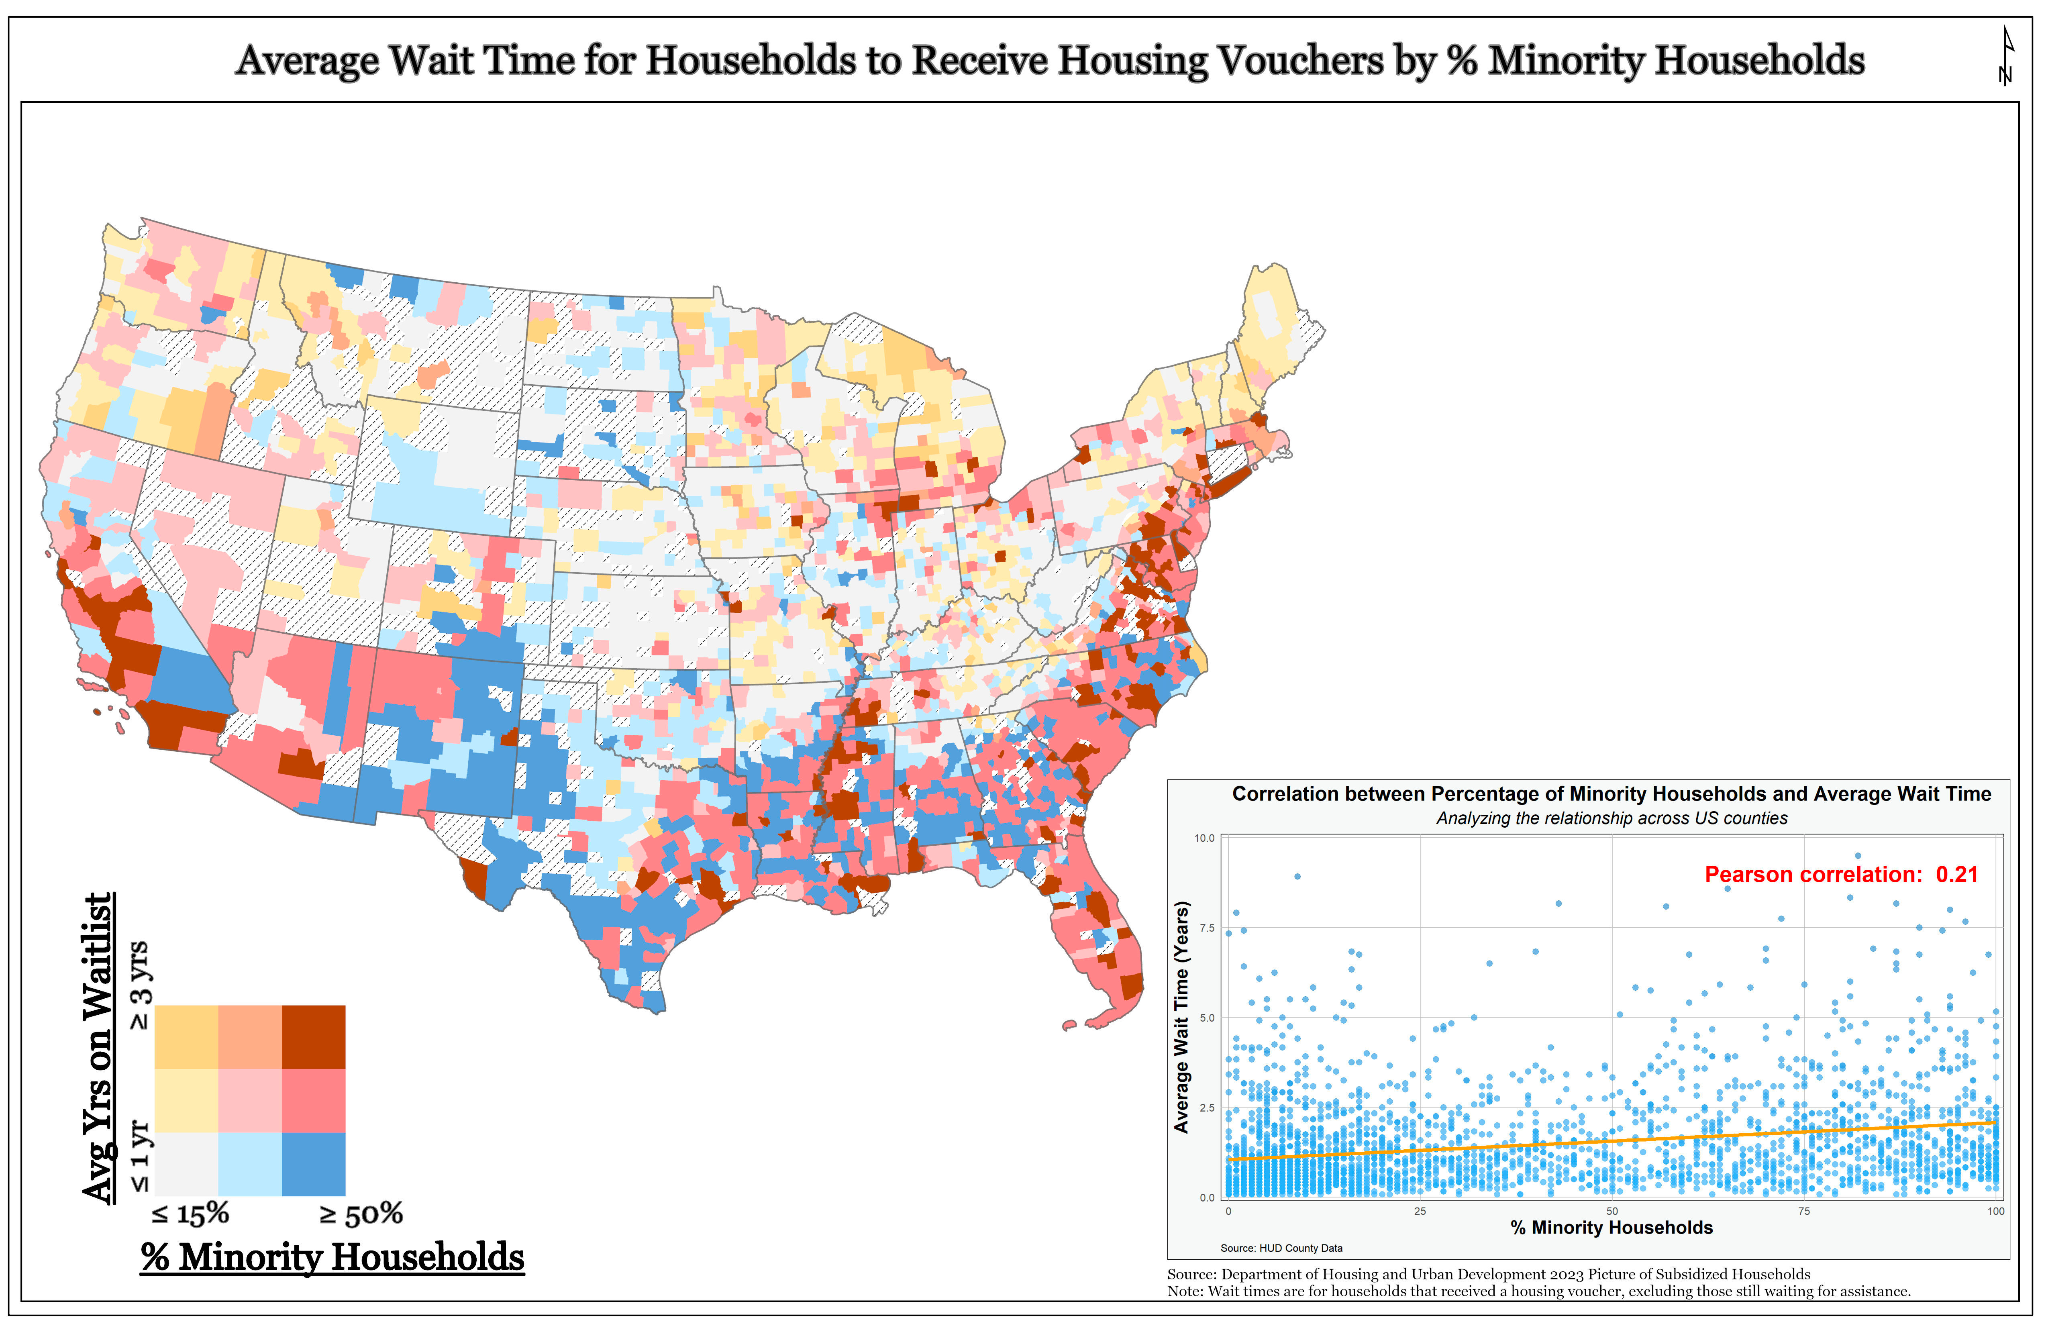 Average Wait Time for Households to Receive Housing Vouchers by % Minority Households
N
Avg Yrs on Waitlist
≥ 3 yrs
≤ 1 yr
≤ 15%
≥ 50%
% Minority Households
Correlation between Percentage of Minority Households and Average Wait Time
Analyzing the relationship across US counties
Pearson correlation: 0.21
Average Wait Time (Years)
10.0
7.5
5.0
2.5
0.0
0
25
50
75
100
% Minority Households
Source: HUD County Data
Source: Department of Housing and Urban Development 2023 Picture of Subsidized Households
Note: Wait times are for households that received a housing voucher, excluding those still waiting for assistance.